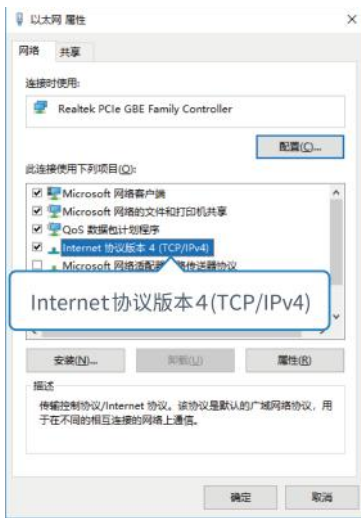 以太网 属性
网络 共享
连接时使用:
Realtek PCIe GBE Family Controller
配置(C)...
此连接使用下列项目(O):
Microsoft 网络客户端
Microsoft 网络的文件和打印机共享
QoS 数据包计划程序
Internet 协议版本 4 (TCP/IPv4)
Microsoft 网络适配器 络传送器协议
Internet协议版本4(TCP/IPv4)
安装(N)... 卸载(U) 属性(R)
描述
传输控制协议/Internet 协议。该协议是默认的广域网络协议，用
于在不同的相互连接的网络上通信。
确定 取消